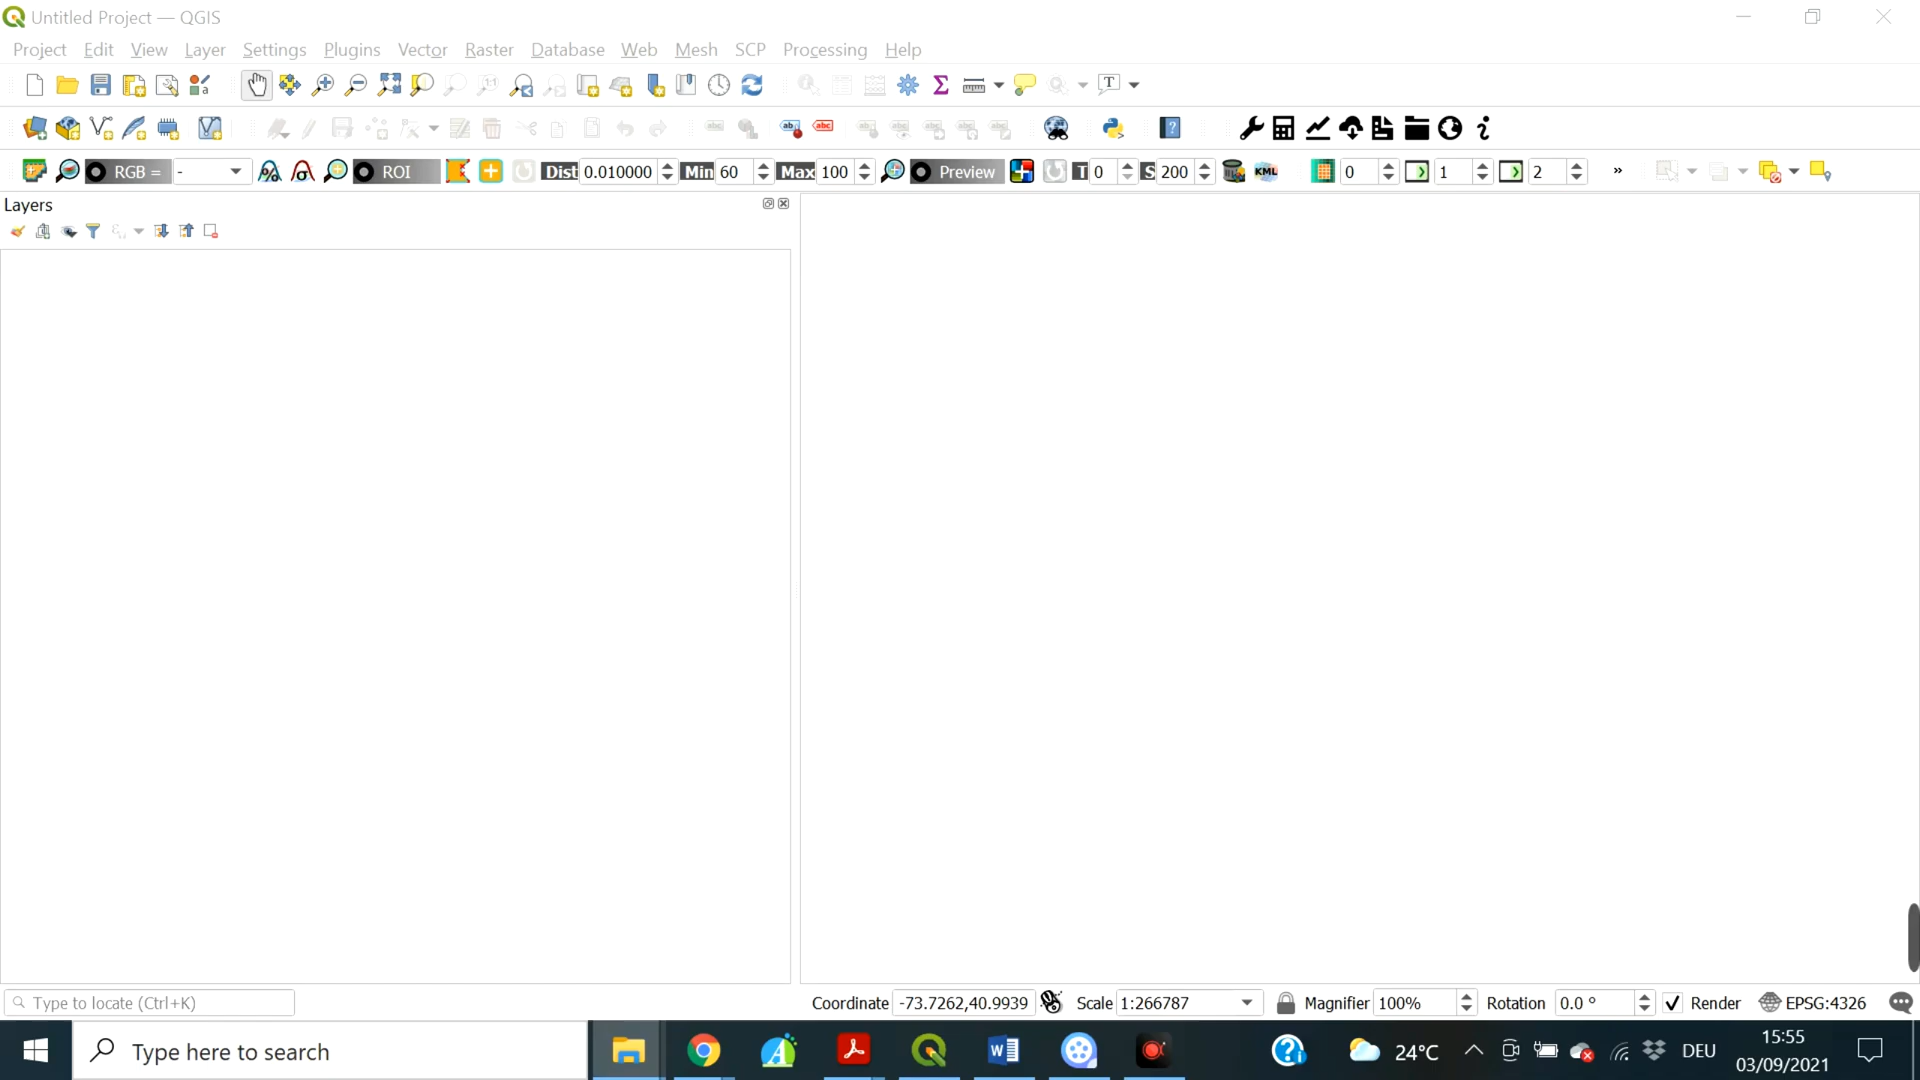 Untitled Project — QGIS
Project Edit View Layer Settings Plugins Vector Raster Database Web Mesh SCP Processing Help
RGB = - ROI Dist 0.010000 Min 60 Max 100 Preview T 0 S 200 KML 0 1 2 »
Layers
Type to locate (Ctrl+K) Coordinate -73.7262,40.9939 Scale 1:266787 Magnifier 100% Rotation 0.0 ° Render EPSG:4326
Type here to search 24°C DEU 15:55
03/09/2021